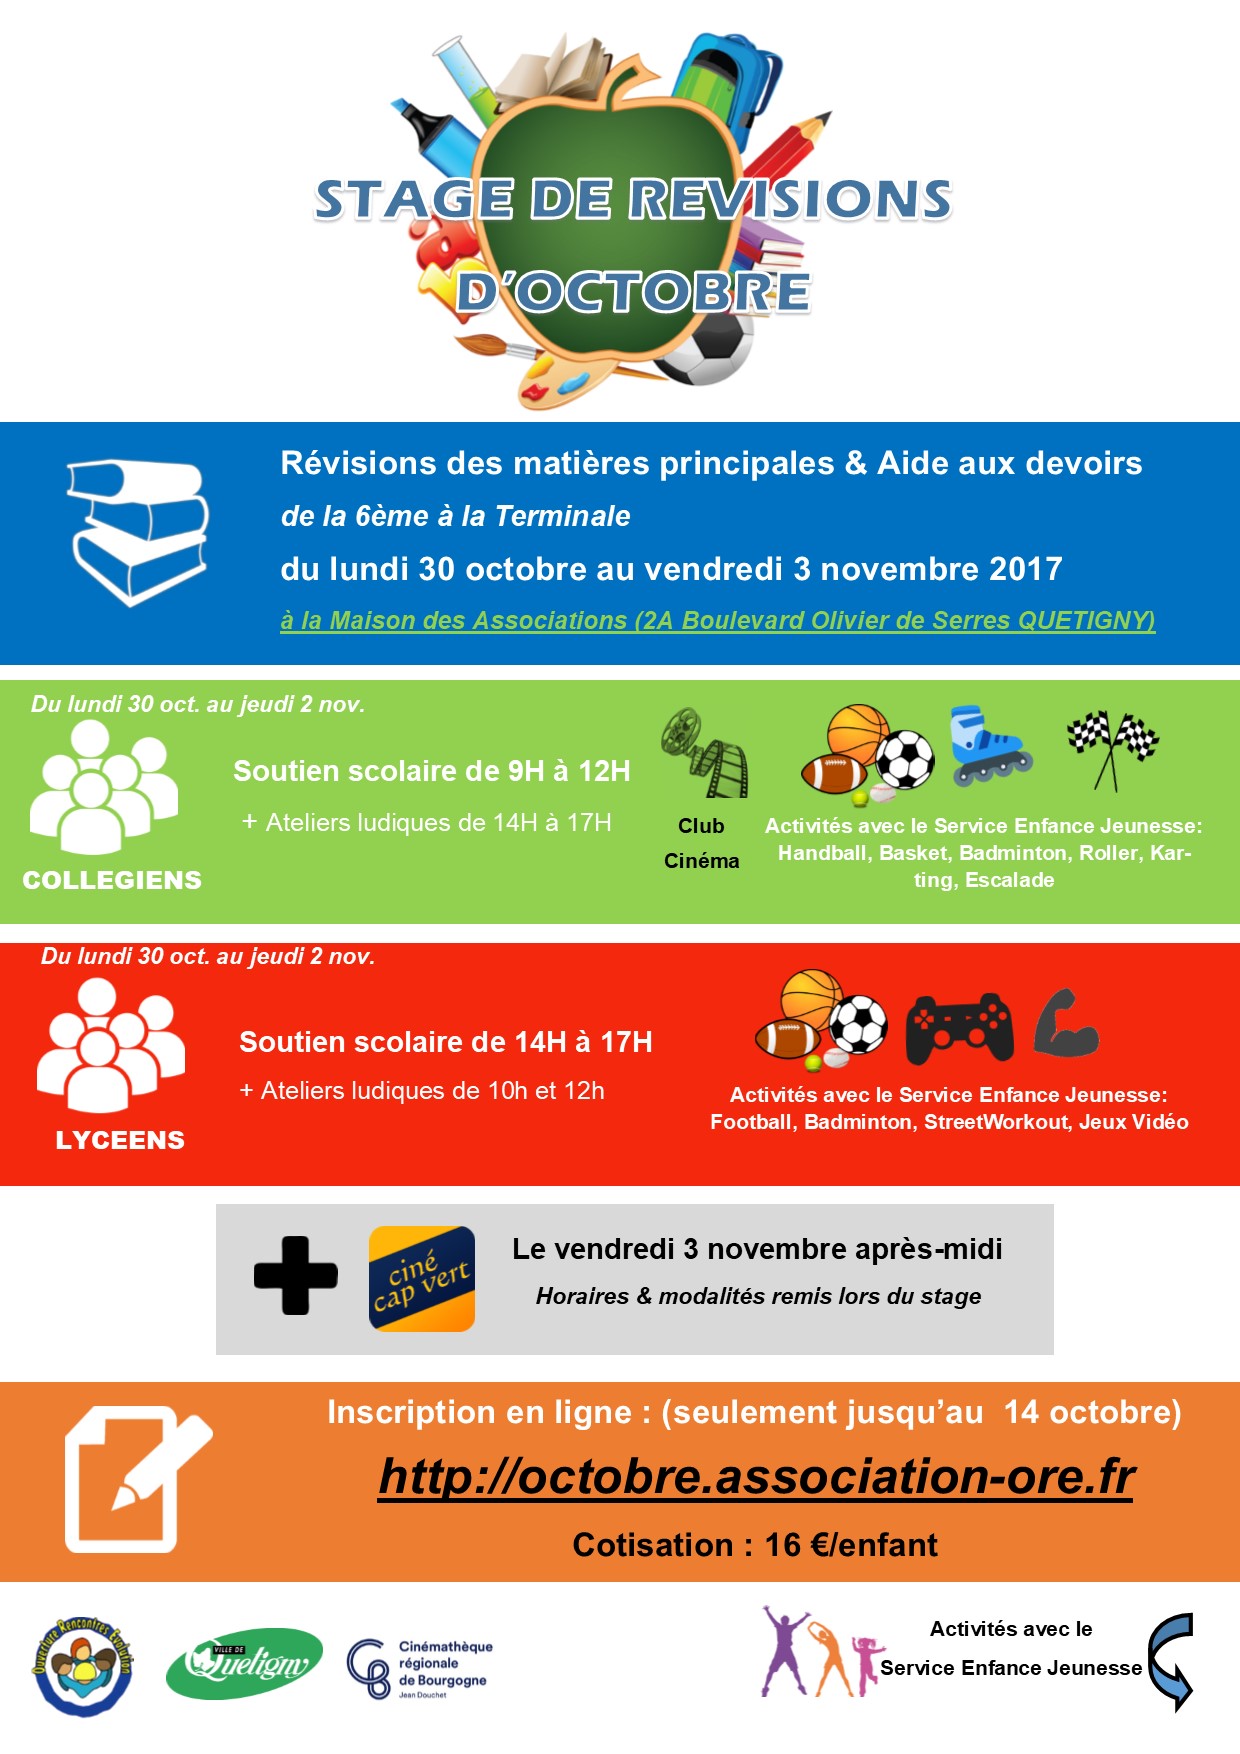 STAGE DE REVISIONS
D'OCTOBRE
Révisions des matières principales & Aide aux devoirs
de la 6ème à la Terminale
du lundi 30 octobre au vendredi 3 novembre 2017
à la Maison des Associations (2A Boulevard Olivier de Serres QUETIGNY)
Du lundi 30 oct. au jeudi 2 nov.
Soutien scolaire de 9H à 12H
+ Ateliers ludiques de 14H à 17H
COLLEGIENS
Club
Cinéma
Activités avec le Service Enfance Jeunesse:
Handball, Basket, Badminton, Roller, Kar-
ting, Escalade
Du lundi 30 oct. au jeudi 2 nov.
Soutien scolaire de 14H à 17H
+ Ateliers ludiques de 10h et 12h
LYCEENS
Activités avec le Service Enfance Jeunesse:
Football, Badminton, StreetWorkout, Jeux Vidéo
ciné
cap vert
Le vendredi 3 novembre après-midi
Horaires & modalités remis lors du stage
Inscription en ligne : (seulement jusqu’au  14 octobre)
http://octobre.association-ore.fr
Cotisation : 16 €/enfant
Ouverture Rencontres Evolution
VILLE DE
Quetigny
Cinémathèque
régionale
de Bourgogne
Jean Douchet
Activités avec le
Service Enfance Jeunesse